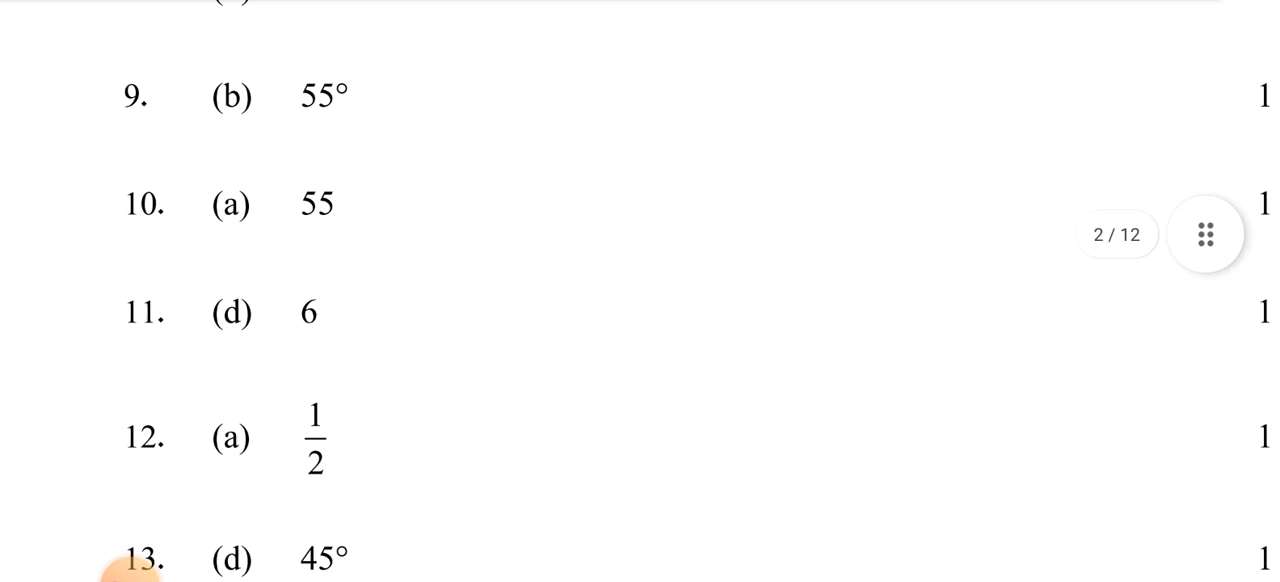 9. (b) 55° 1
10. (a) 55 1
2 / 12
11. (d) 6 1
12. (a) 1/2 1
13. (d) 45° 1